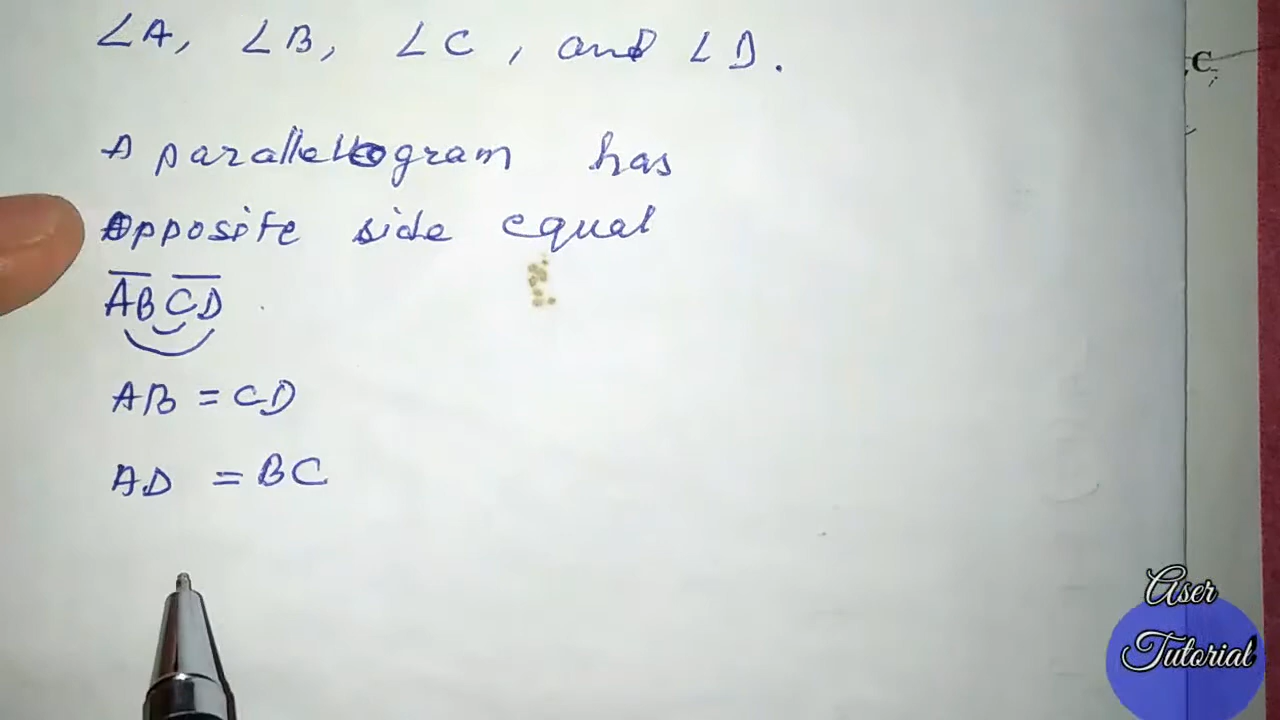 ∠A, ∠B, ∠C, and ∠D.
A parallelogram has
opposite side equal
AB CD
AB = CD
AD = BC
C
Aser
Tutorial